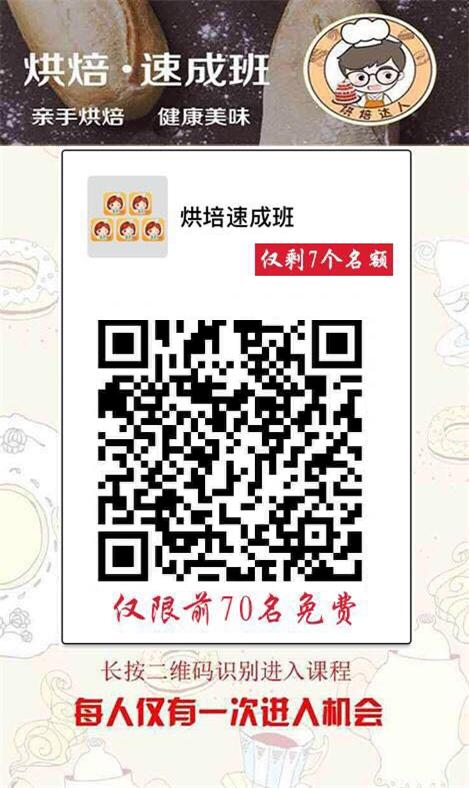 烘焙·速成班
亲手烘焙 健康美味
烘焙达人
烘培速成班
仅剩7个名额
仅限前70名免费
长按二维码识别进入课程
每人仅有一次进入机会